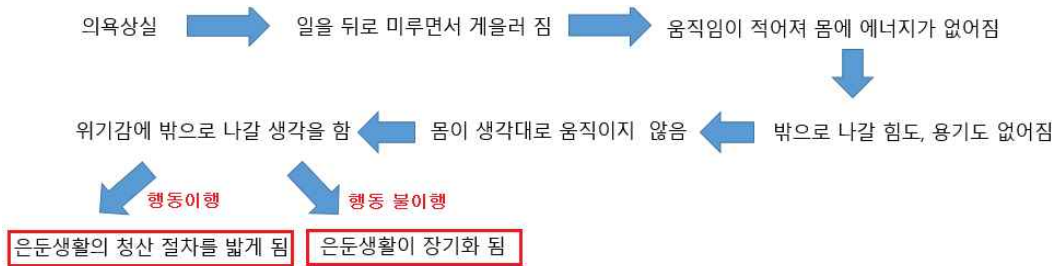 의욕상실
일을 뒤로 미루면서 게을러 짐
움직임이 적어져 몸에 에너지가 없어짐
밖으로 나갈 힘도, 용기도 없어짐
몸이 생각대로 움직이지 않음
위기감에 밖으로 나갈 생각을 함
행동이행
행동 불이행
은둔생활의 청산 절차를 밟게 됨
은둔생활이 장기화 됨